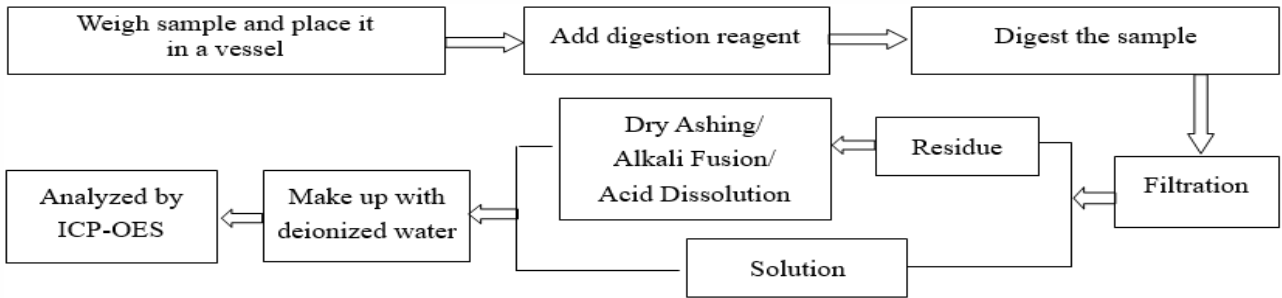 Weigh sample and place it
in a vessel
Add digestion reagent
Digest the sample
Filtration
Residue
Dry Ashing/
Alkali Fusion/
Acid Dissolution
Solution
Make up with
deionized water
Analyzed by
ICP-OES